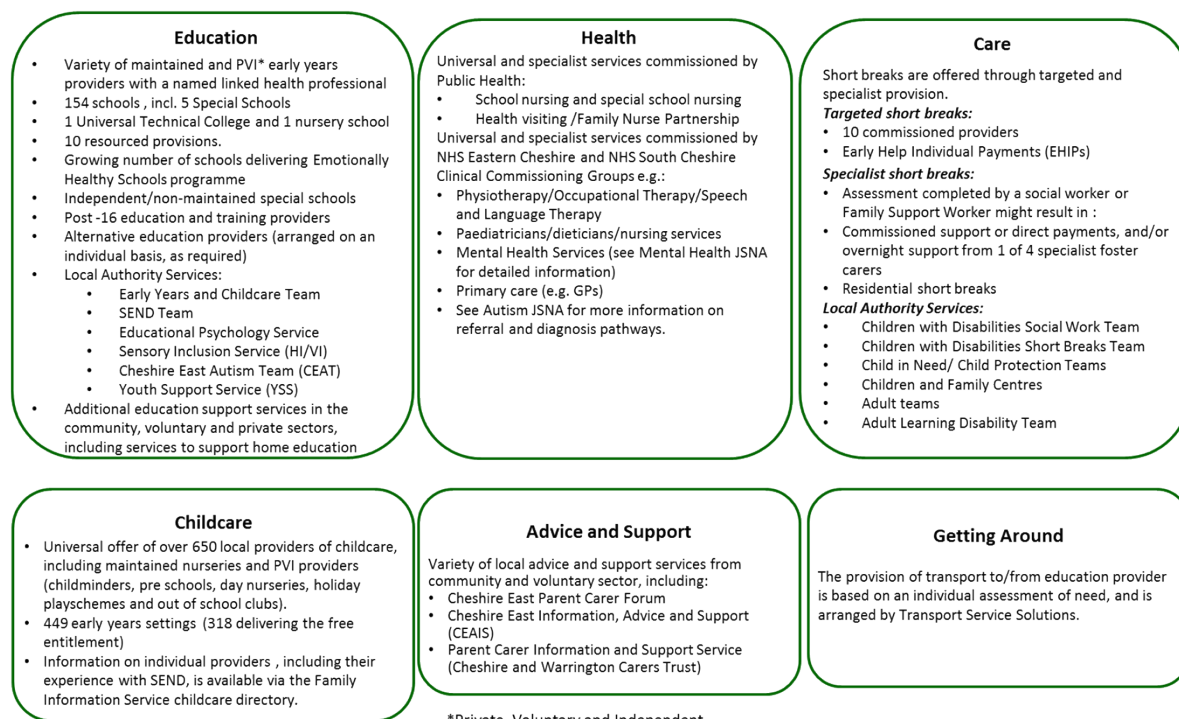 Education
• Variety of maintained and PVI* early years
providers with a named linked health professional
• 154 schools , incl. 5 Special Schools
• 1 Universal Technical College and 1 nursery school
• 10 resourced provisions.
• Growing number of schools delivering Emotionally
Healthy Schools programme
• Independent/non-maintained special schools
• Post -16 education and training providers
• Alternative education providers (arranged on an
individual basis, as required)
• Local Authority Services:
• Early Years and Childcare Team
• SEND Team
• Educational Psychology Service
• Sensory Inclusion Service (HI/VI)
• Cheshire East Autism Team (CEAT)
• Youth Support Service (YSS)
• Additional education support services in the
community, voluntary and private sectors,
including services to support home education
Health
Universal and specialist services commissioned by
Public Health:
• School nursing and special school nursing
• Health visiting /Family Nurse Partnership
Universal and specialist services commissioned by
NHS Eastern Cheshire and NHS South Cheshire
Clinical Commissioning Groups e.g.:
• Physiotherapy/Occupational Therapy/Speech
and Language Therapy
• Paediatricians/dieticians/nursing services
• Mental Health Services (see Mental Health JSNA
for detailed information)
• Primary care (e.g. GPs)
• See Autism JSNA for more information on
referral and diagnosis pathways.
Care
Short breaks are offered through targeted and
specialist provision.
Targeted short breaks:
• 10 commissioned providers
• Early Help Individual Payments (EHIPs)
Specialist short breaks:
• Assessment completed by a social worker or
Family Support Worker might result in :
• Commissioned support or direct payments, and/or
overnight support from 1 of 4 specialist foster
carers
• Residential short breaks
Local Authority Services:
• Children with Disabilities Social Work Team
• Children with Disabilities Short Breaks Team
• Child in Need/ Child Protection Teams
• Children and Family Centres
• Adult teams
• Adult Learning Disability Team
Childcare
• Universal offer of over 650 local providers of childcare,
including maintained nurseries and PVI providers
(childminders, pre schools, day nurseries, holiday
playschemes and out of school clubs).
• 449 early years settings (318 delivering the free
entitlement)
• Information on individual providers , including their
experience with SEND, is available via the Family
Information Service childcare directory.
Advice and Support
Variety of local advice and support services from
community and voluntary sector, including:
• Cheshire East Parent Carer Forum
• Cheshire East Information, Advice and Support
(CEAIS)
• Parent Carer Information and Support Service
(Cheshire and Warrington Carers Trust)
Getting Around
The provision of transport to/from education provider
is based on an individual assessment of need, and is
arranged by Transport Service Solutions.
*Private, Voluntary and Independent